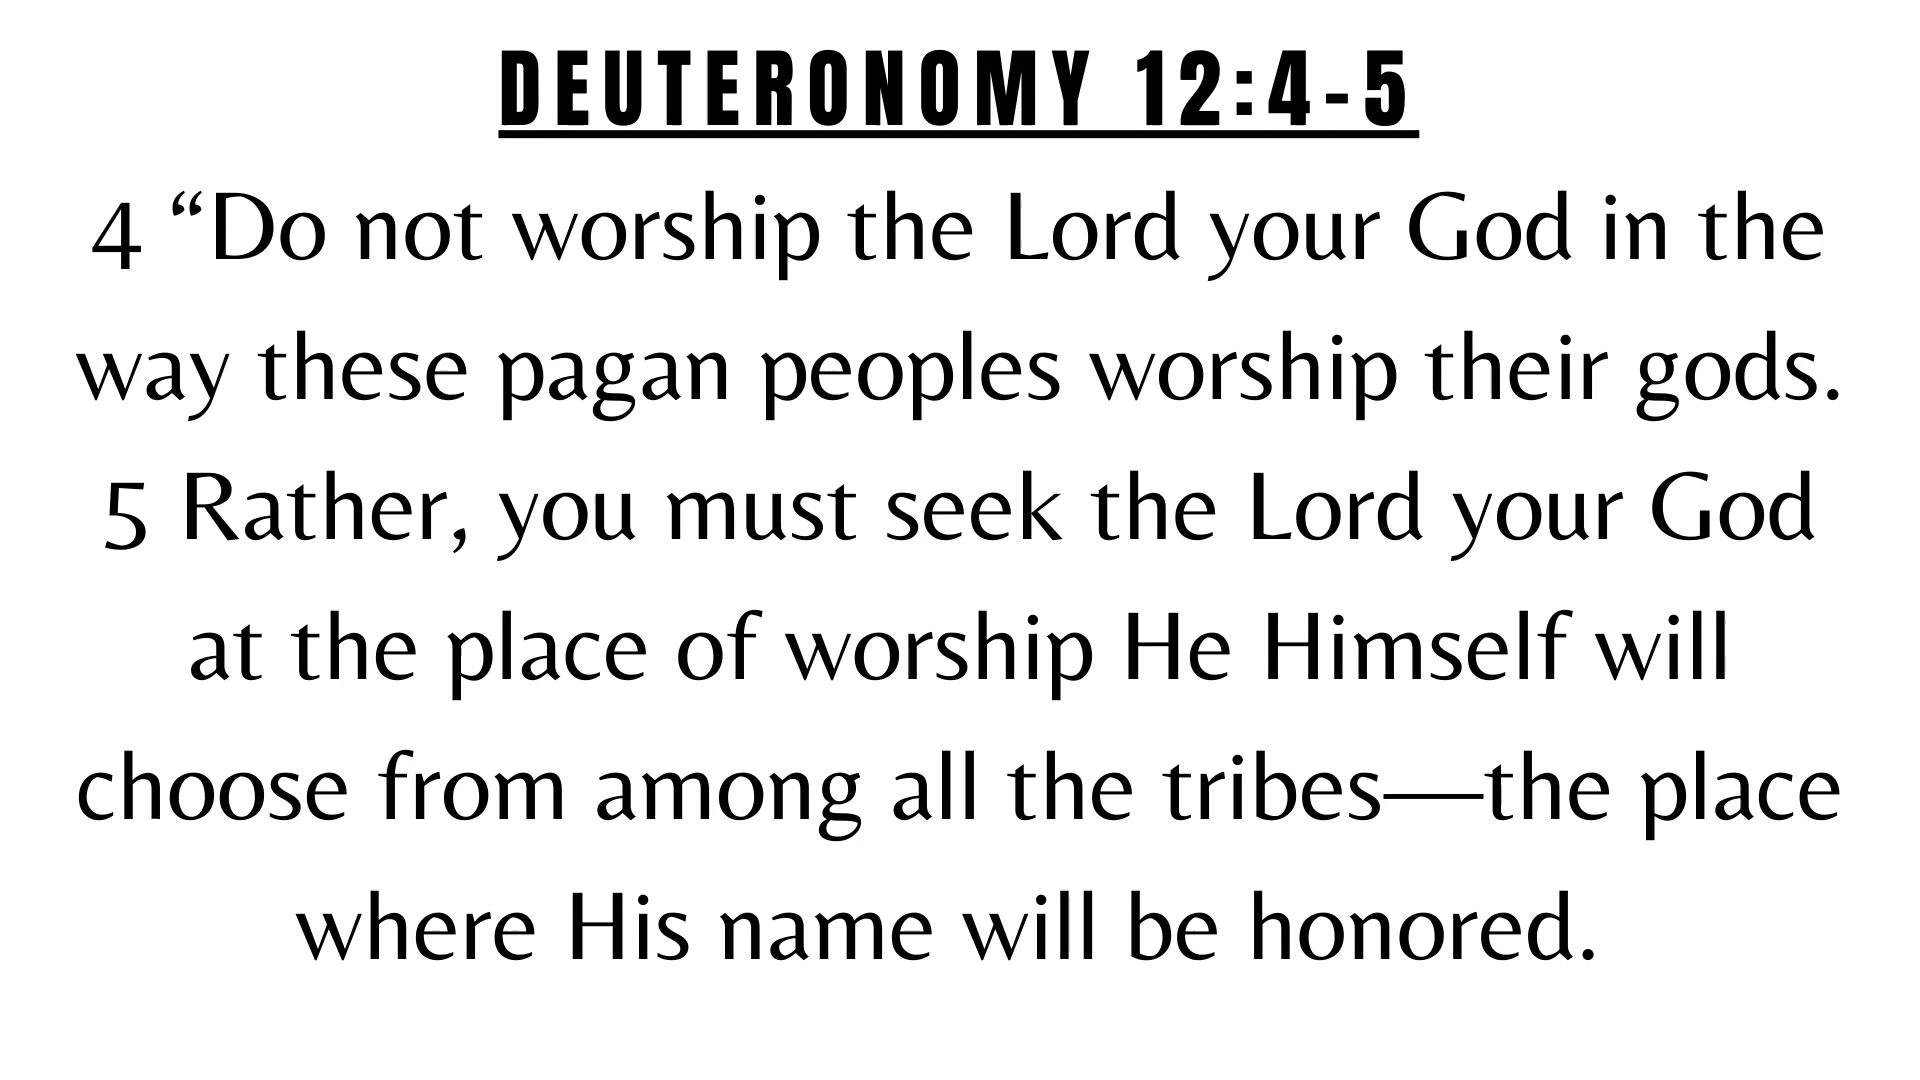 DEUTERONOMY 12:4-5
4 “Do not worship the Lord your God in the
way these pagan peoples worship their gods.
5 Rather, you must seek the Lord your God
at the place of worship He Himself will
choose from among all the tribes—the place
where His name will be honored.